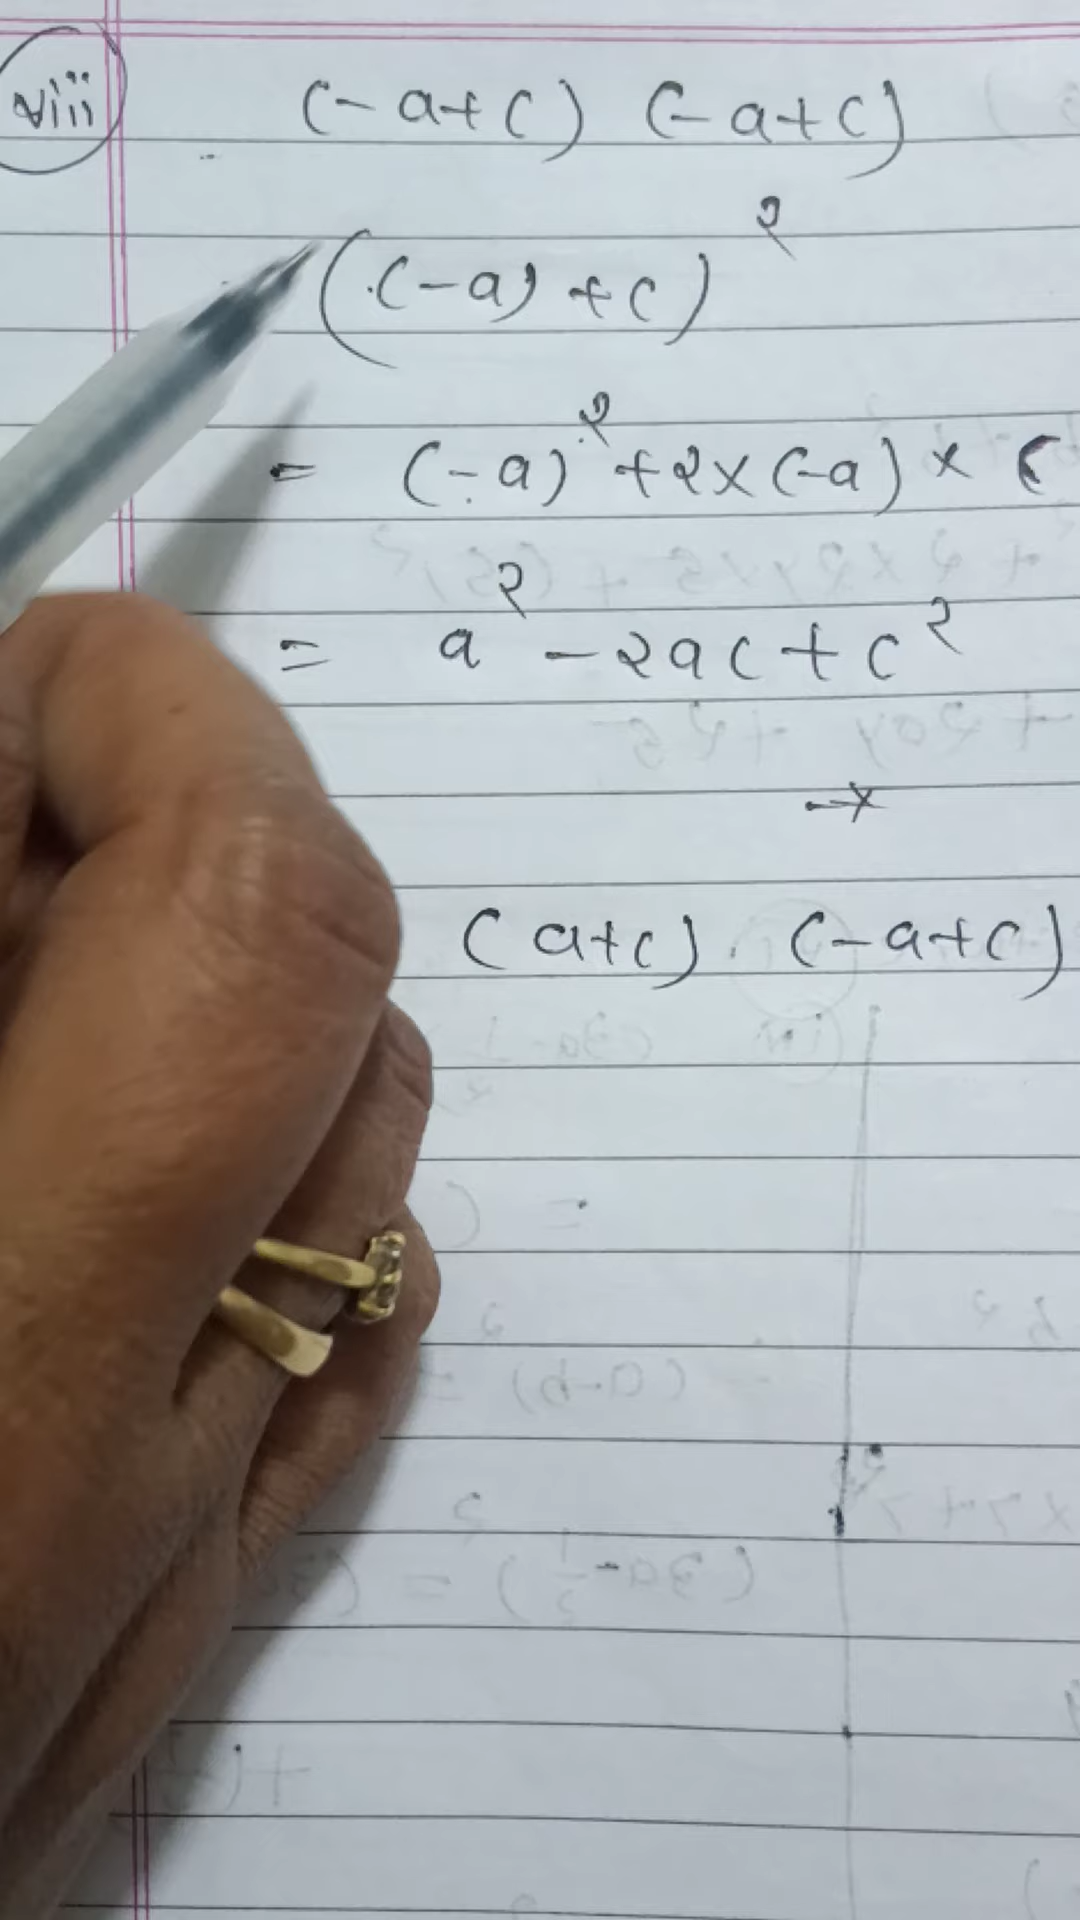 viii (-a+c) (-a+c)
((-a)+c)²
= (-a)² +2×(-a) × c
= a² -2ac+c²
(a+c) . (-a+c)